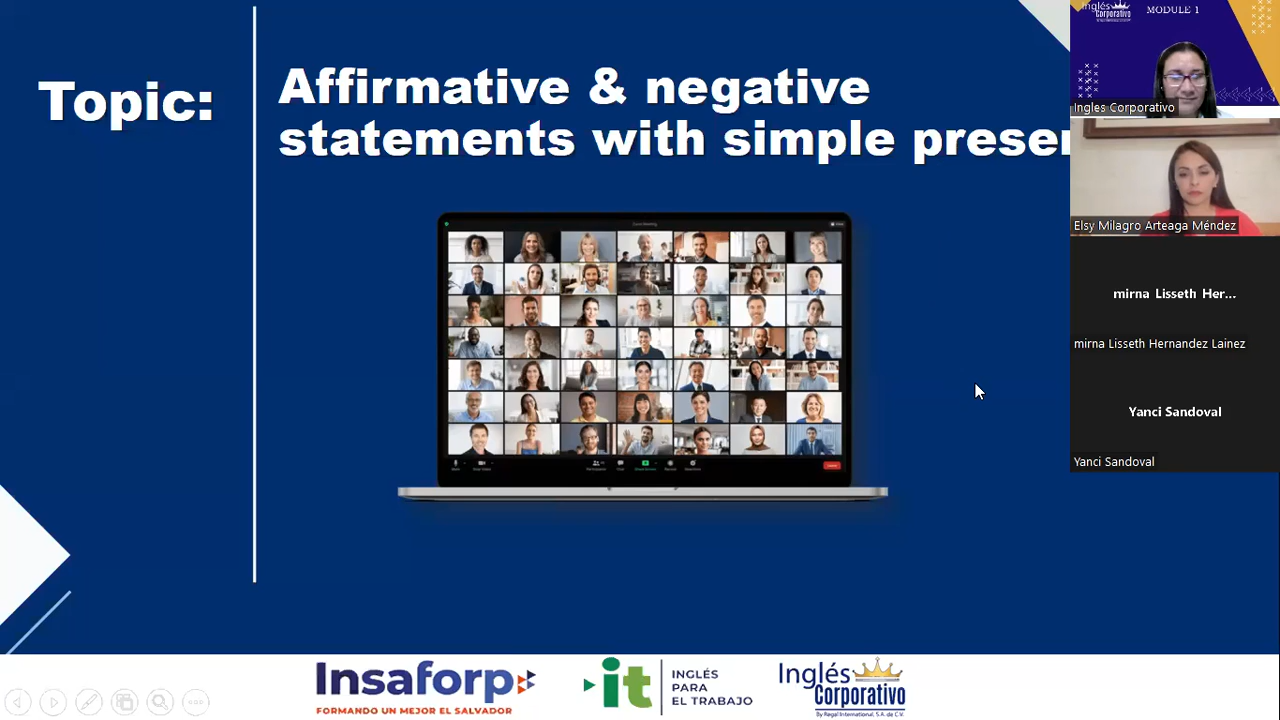 Topic:
Affirmative & negative
statements with simple presen
Inglés
Corporativo
MODULE 1
Ingles Corporativo
Elsy Milagro Arteaga Méndez
mirna Lisseth Her...
mirna Lisseth Hernandez Lainez
Yanci Sandoval
Yanci Sandoval
Insaforp
FORMANDO UN MEJOR EL SALVADOR
it
INGLÉS
PARA
EL TRABAJO
Inglés
Corporativo
By Regal International, S.A. de C.V.